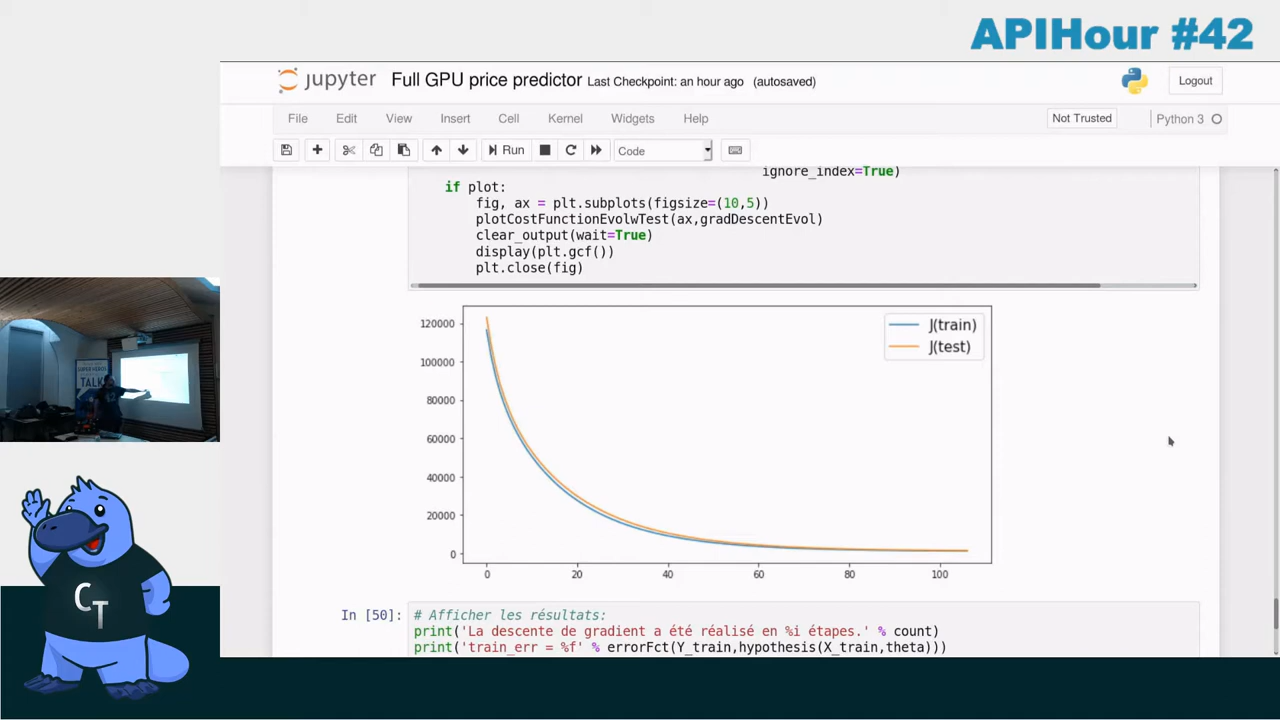 APIHour #42
jupyter Full GPU price predictor Last Checkpoint: an hour ago (autosaved)
Logout
File Edit View Insert Cell Kernel Widgets Help
Not Trusted Python 3
Run Code
ignore_index=True)
if plot:
fig, ax = plt.subplots(figsize=(10,5))
plotCostFunctionEvolwTest(ax,gradDescentEvol)
clear_output(wait=True)
display(plt.gcf())
plt.close(fig)
120000
100000
80000
60000
40000
20000
0
J(train)
J(test)
0 20 40 60 80 100
In [50]:
# Afficher les résultats:
print('La descente de gradient a été réalisé en %i étapes.' % count)
print('train_err = %f' % errorFct(Y_train,hypothesis(X_train,theta)))
SUPER HEROS
TALK
CT